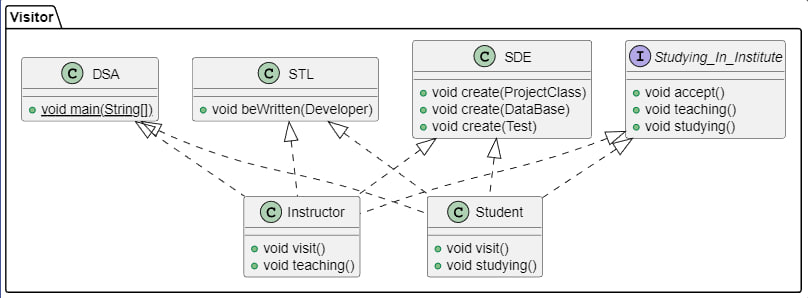 Visitor
C DSA
void main(String[])
C STL
void beWritten(Developer)
C SDE
void create(ProjectClass)
void create(DataBase)
void create(Test)
I Studying_In_Institute
void accept()
void teaching()
void studying()
C Instructor
void visit()
void teaching()
C Student
void visit()
void studying()